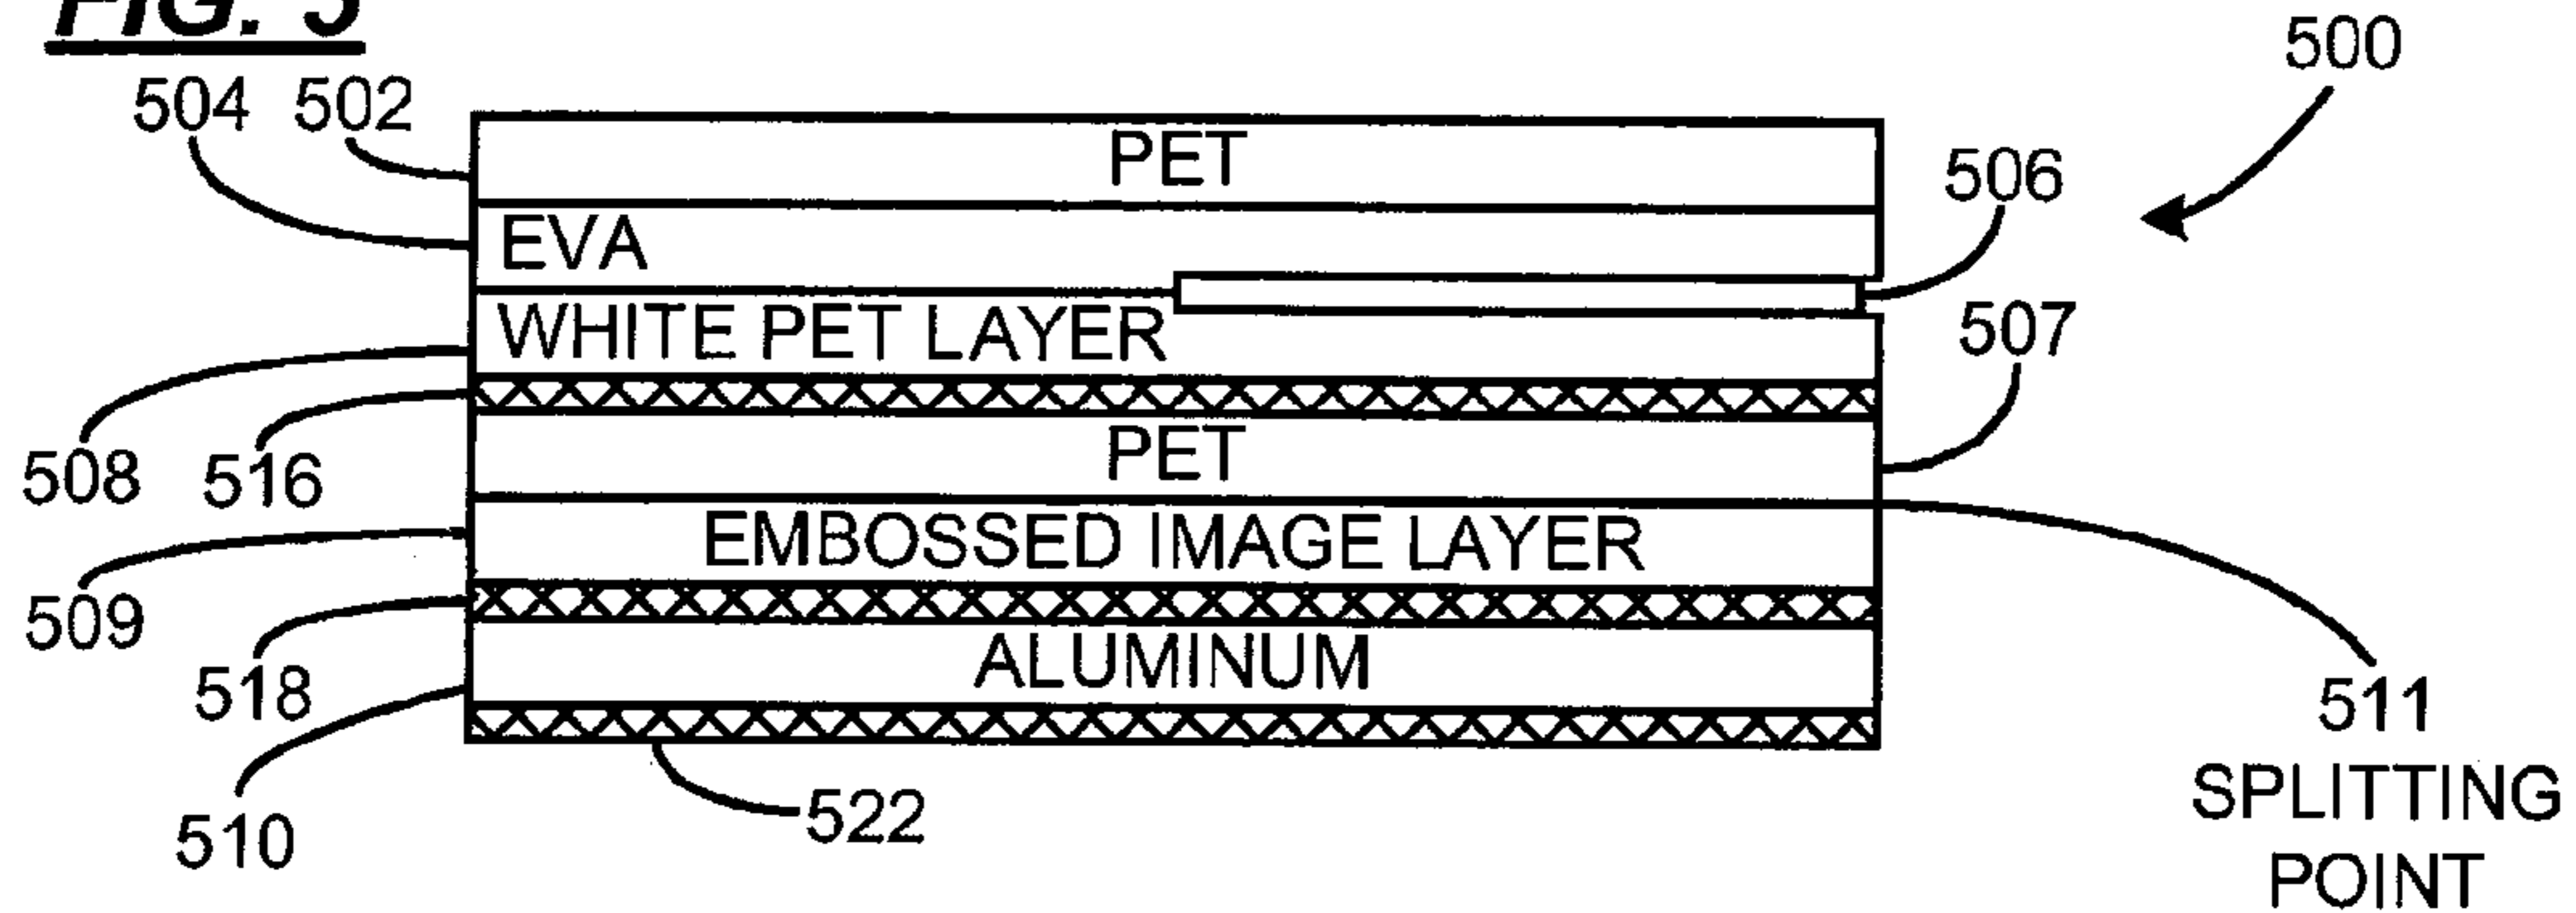 FIG. 5
500
504 502
PET
506
EVA
507
WHITE PET LAYER
508 516
PET
EMBOSSED IMAGE LAYER
509
518
ALUMINUM
511
SPLITTING
POINT
510
522